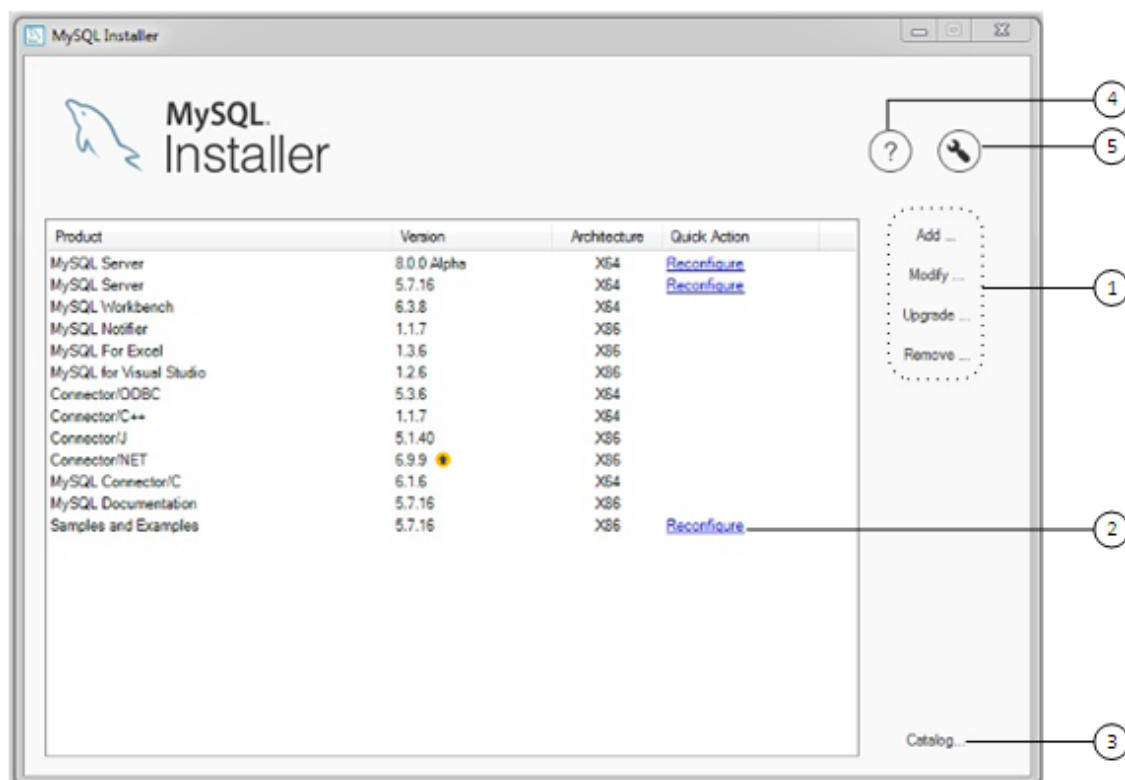 MySQL Installer
MySQL.
Installer
?
4
5
Product Version Architecture Quick Action
MySQL Server 8.0.0 Alpha X64 Reconfigure
MySQL Server 5.7.16 X64 Reconfigure
MySQL Workbench 6.3.8 X64
MySQL Notifier 1.1.7 X86
MySQL For Excel 1.3.6 X86
MySQL for Visual Studio 1.2.6 X86
Connector/ODBC 5.3.6 X64
Connector/C++ 1.1.7 X64
Connector/J 5.1.40 X86
Connector/NET 6.9.9 X86
MySQL Connector/C 6.1.6 X64
MySQL Documentation 5.7.16 X86
Samples and Examples 5.7.16 X86 Reconfigure
Add ...
Modify ...
Upgrade ...
Remove ...
1
2
Catalog...
3